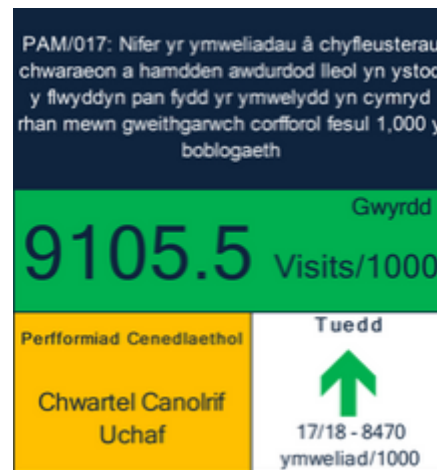 PAM/017: Nifer yr ymweliadau â chyfleusterau
chwaraeon a hamdden awdurdod lleol yn ystod
y flwyddyn pan fydd yr ymwelydd yn cymryd
rhan mewn gweithgarwch corfforol fesul 1,000 y
boblogaeth
Gwyrdd
9105.5 Visits/1000
Perfformiad Cenedlaethol
Chwartel Canolrif
Uchaf
Tuedd
17/18 - 8470
ymweliad/1000